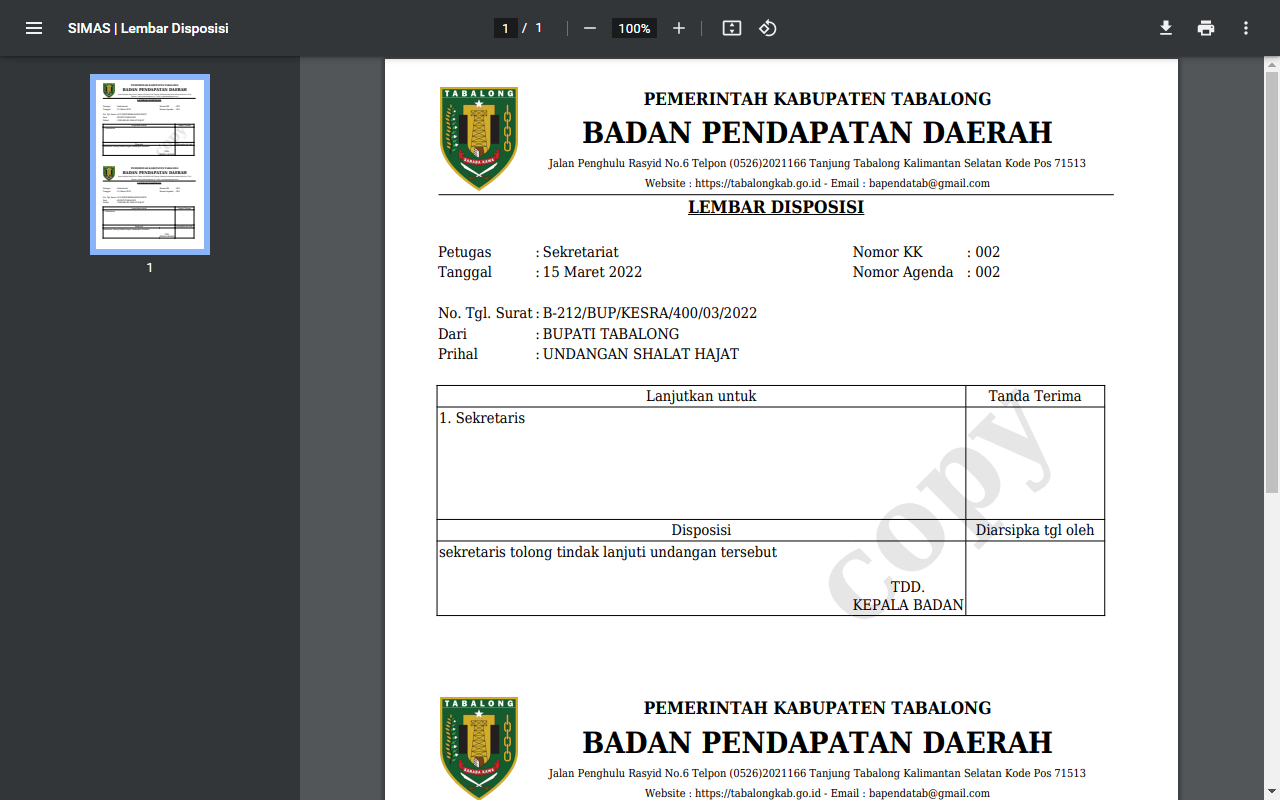 SIMAS | Lembar Disposisi
1 / 1
100%
1
TABALONG
SARABA KAWA
PEMERINTAH KABUPATEN TABALONG
BADAN PENDAPATAN DAERAH
Jalan Penghulu Rasyid No.6 Telpon (0526)2021166 Tanjung Tabalong Kalimantan Selatan Kode Pos 71513
Website : https://tabalongkab.go.id - Email : bapendatab@gmail.com
LEMBAR DISPOSISI
Petugas : Sekretariat Nomor KK : 002
Tanggal : 15 Maret 2022 Nomor Agenda : 002
No. Tgl. Surat : B-212/BUP/KESRA/400/03/2022
Dari : BUPATI TABALONG
Prihal : UNDANGAN SHALAT HAJAT
Lanjutkan untuk Tanda Terima
1. Sekretaris
copy
Disposisi Diarsipka tgl oleh
sekretaris tolong tindak lanjuti undangan tersebut
TDD.
KEPALA BADAN
TABALONG
SARABA KAWA
PEMERINTAH KABUPATEN TABALONG
BADAN PENDAPATAN DAERAH
Jalan Penghulu Rasyid No.6 Telpon (0526)2021166 Tanjung Tabalong Kalimantan Selatan Kode Pos 71513
Website : https://tabalongkab.go.id - Email : bapendatab@gmail.com